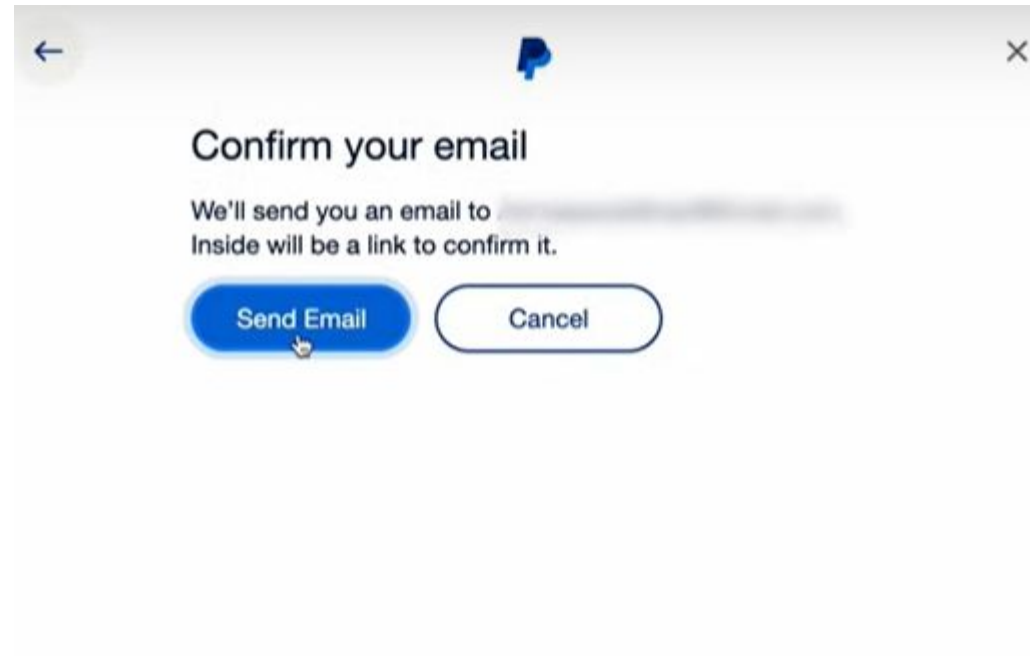 Confirm your email
We'll send you an email to
Inside will be a link to confirm it.
Send Email
Cancel